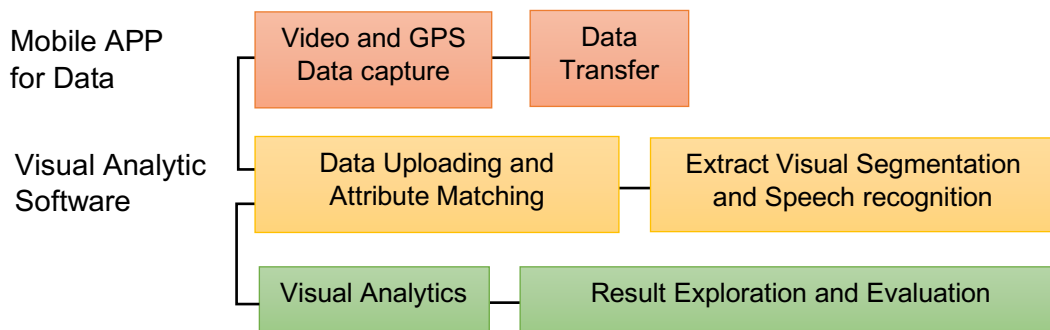 Mobile APP
for Data
Video and GPS
Data capture
Data
Transfer
Visual Analytic
Software
Data Uploading and
Attribute Matching
Extract Visual Segmentation
and Speech recognition
Visual Analytics
Result Exploration and Evaluation